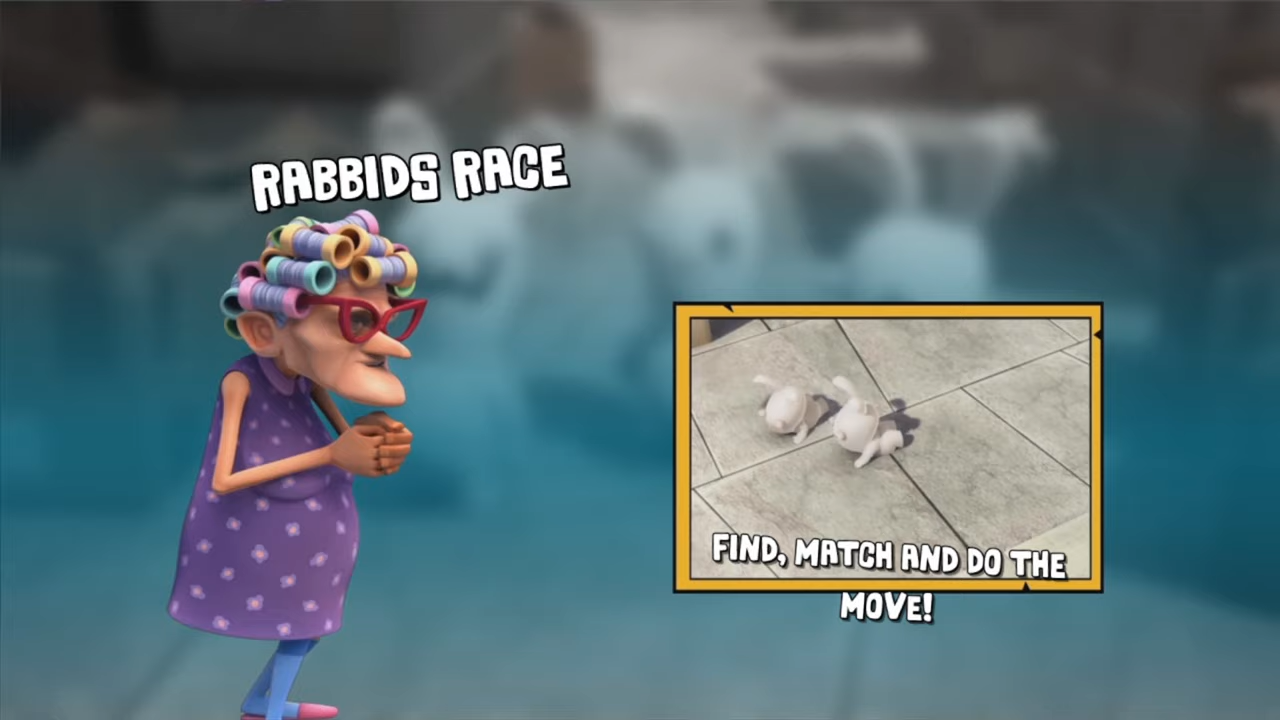 RABBIDS RACE
FIND, MATCH AND DO THE
MOVE!